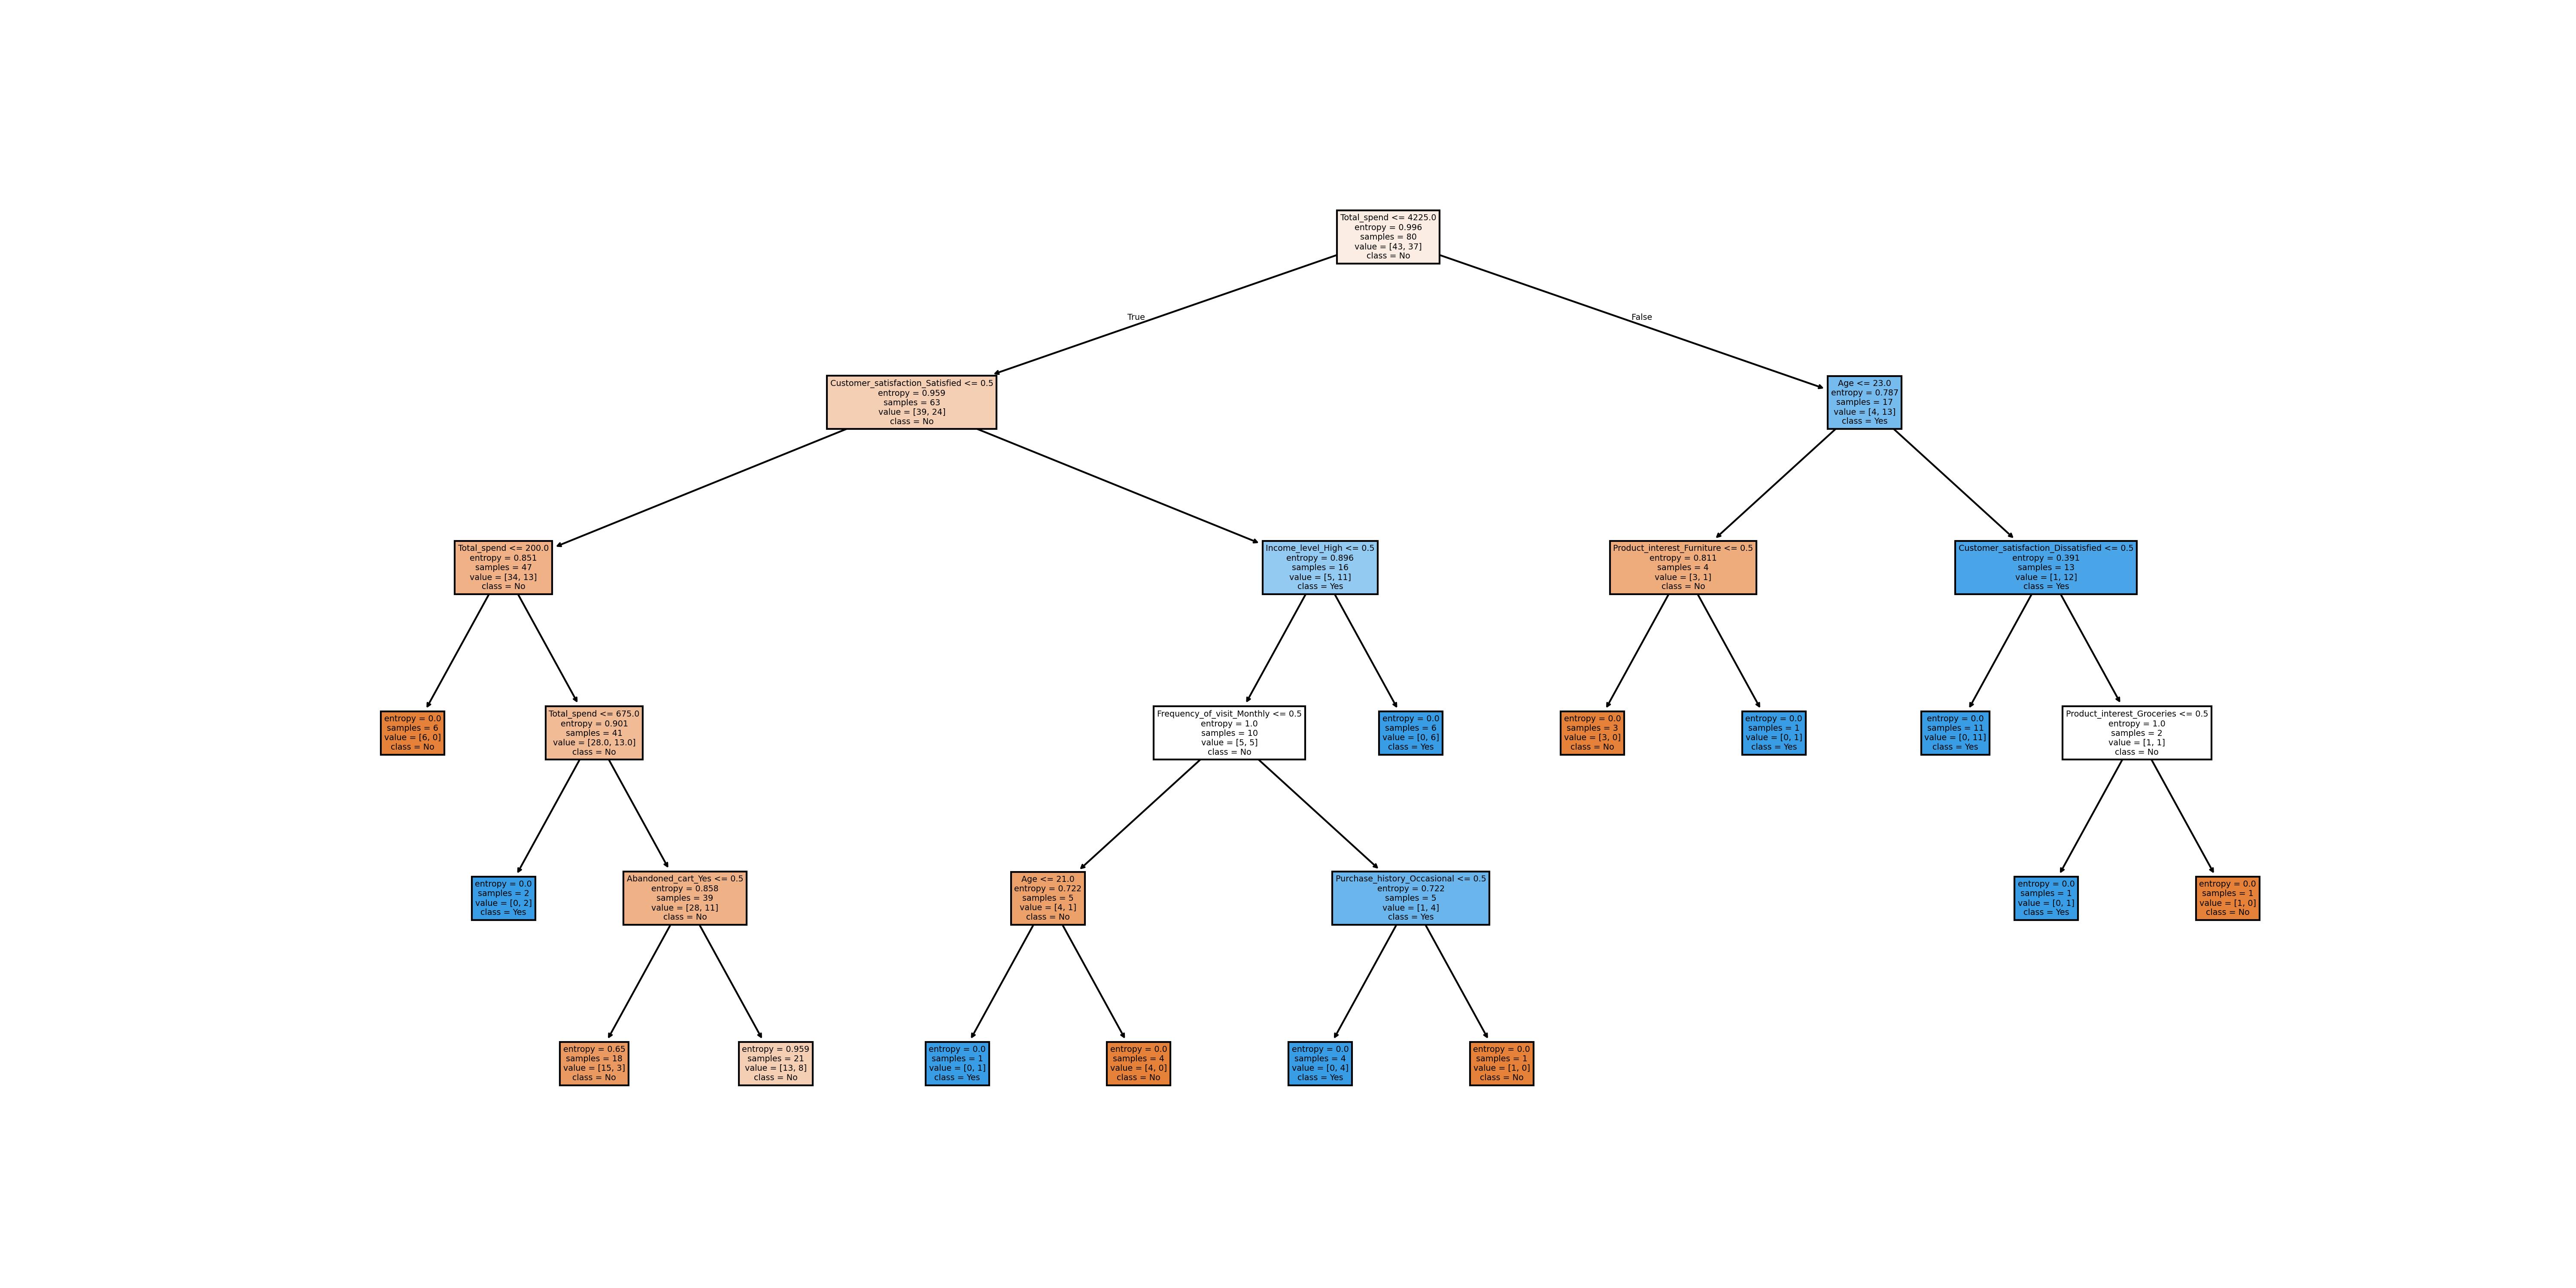 Total_spend <= 4225.0
entropy = 0.996
samples = 80
value = [43, 37]
class = No
True
False
Customer_satisfaction_Satisfied <= 0.5
entropy = 0.959
samples = 63
value = [39, 24]
class = No
Age <= 23.0
entropy = 0.787
samples = 17
value = [4, 13]
class = Yes
Total_spend <= 200.0
entropy = 0.851
samples = 47
value = [34, 13]
class = No
Income_level_High <= 0.5
entropy = 0.896
samples = 16
value = [5, 11]
class = Yes
Product_interest_Furniture <= 0.5
entropy = 0.811
samples = 4
value = [3, 1]
class = No
Customer_satisfaction_Dissatisfied <= 0.5
entropy = 0.391
samples = 13
value = [1, 12]
class = Yes
entropy = 0.0
samples = 6
value = [6, 0]
class = No
Total_spend <= 675.0
entropy = 0.901
samples = 41
value = [28.0, 13.0]
class = No
Frequency_of_visit_Monthly <= 0.5
entropy = 1.0
samples = 10
value = [5, 5]
class = No
entropy = 0.0
samples = 6
value = [0, 6]
class = Yes
entropy = 0.0
samples = 3
value = [3, 0]
class = No
entropy = 0.0
samples = 1
value = [0, 1]
class = Yes
entropy = 0.0
samples = 11
value = [0, 11]
class = Yes
Product_interest_Groceries <= 0.5
entropy = 1.0
samples = 2
value = [1, 1]
class = No
entropy = 0.0
samples = 2
value = [0, 2]
class = Yes
Abandoned_cart_Yes <= 0.5
entropy = 0.858
samples = 39
value = [28, 11]
class = No
Age <= 21.0
entropy = 0.722
samples = 5
value = [4, 1]
class = No
Purchase_history_Occasional <= 0.5
entropy = 0.722
samples = 5
value = [1, 4]
class = Yes
entropy = 0.0
samples = 1
value = [0, 1]
class = Yes
entropy = 0.0
samples = 1
value = [1, 0]
class = No
entropy = 0.65
samples = 18
value = [15, 3]
class = No
entropy = 0.959
samples = 21
value = [13, 8]
class = No
entropy = 0.0
samples = 1
value = [0, 1]
class = Yes
entropy = 0.0
samples = 4
value = [4, 0]
class = No
entropy = 0.0
samples = 4
value = [0, 4]
class = Yes
entropy = 0.0
samples = 1
value = [1, 0]
class = No